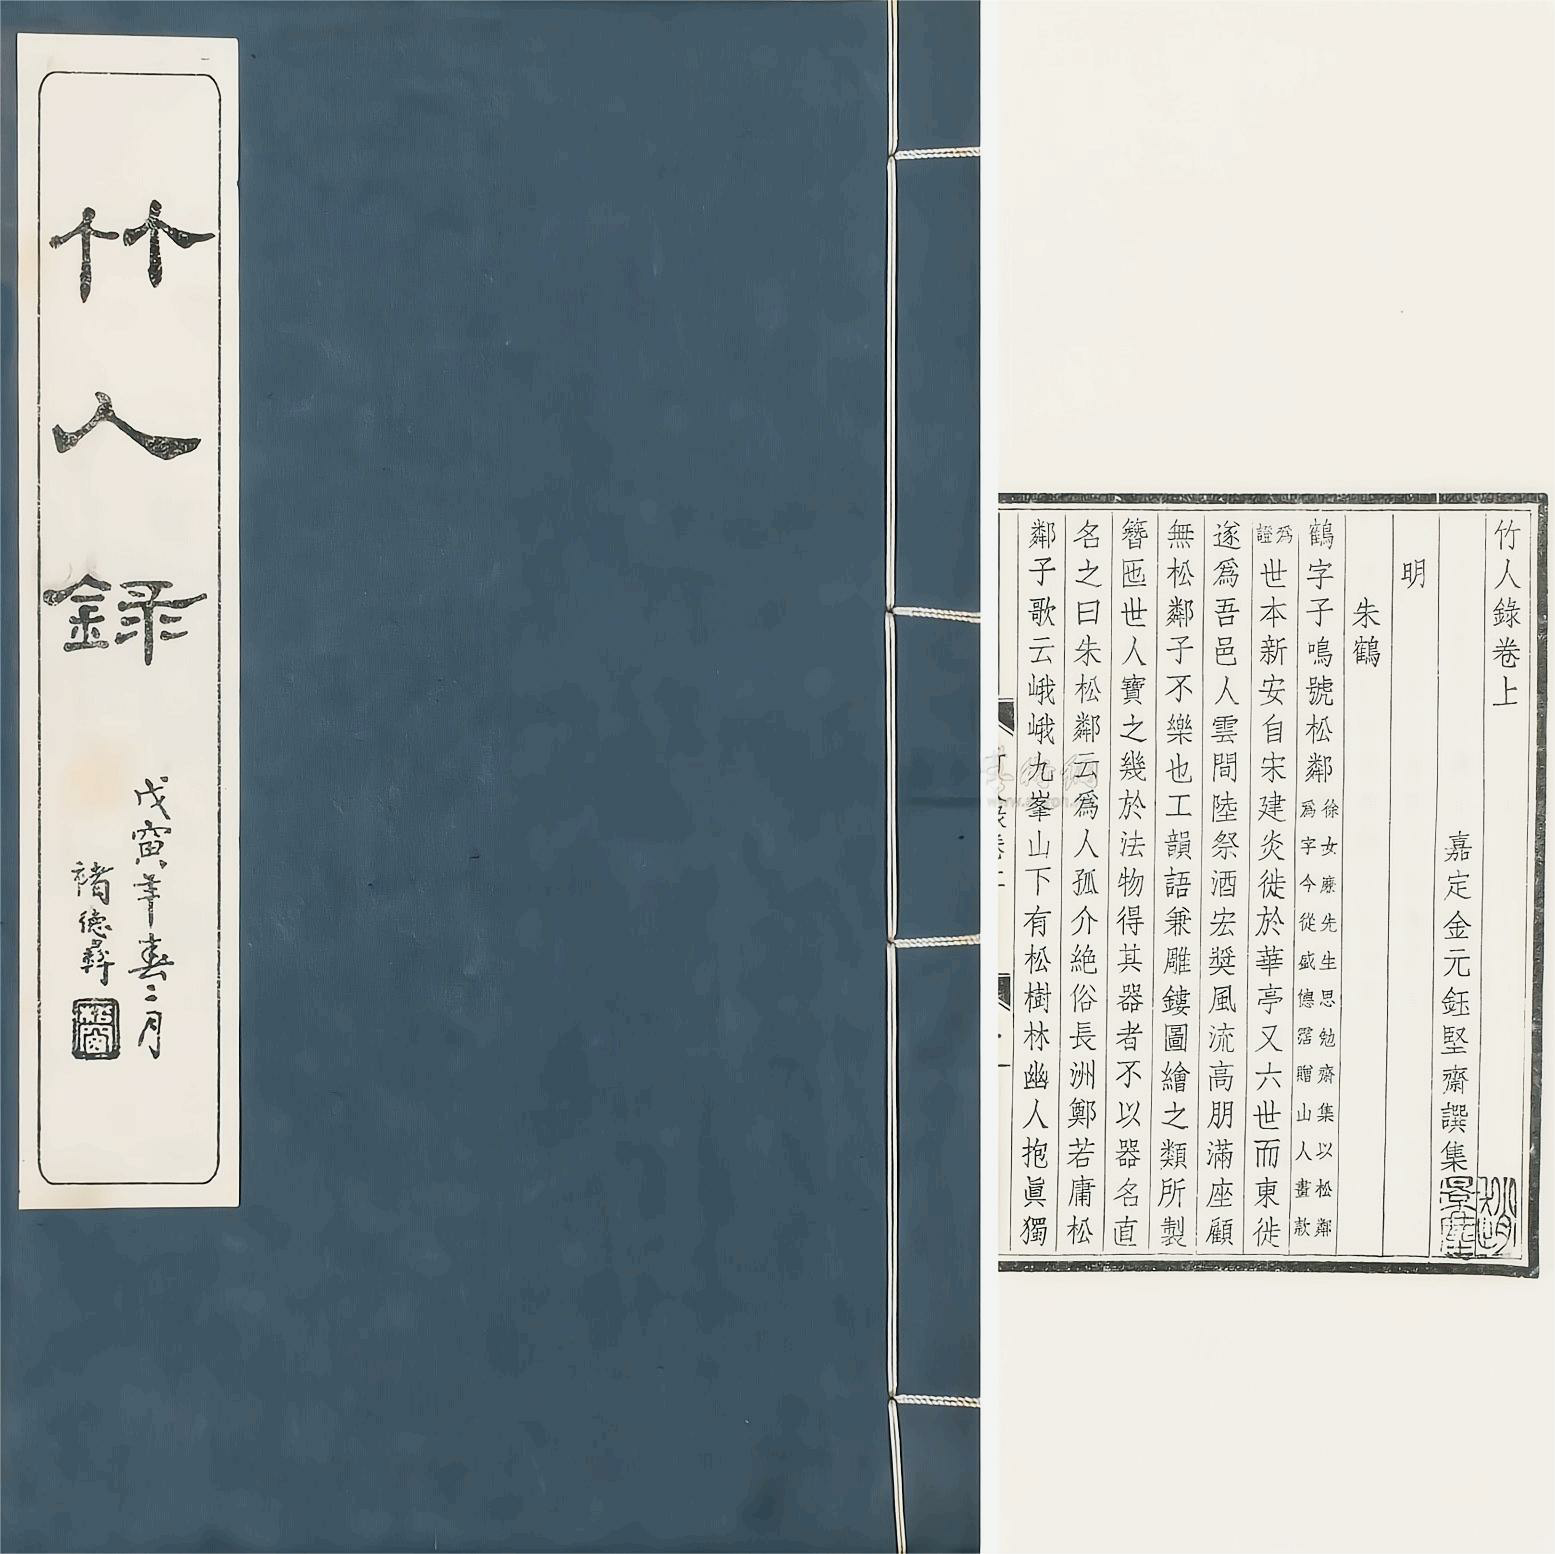 竹人録
戊寅年春二月
褚德彝
竹人錄卷上
嘉定金元鈺堅齋譔集
明
朱鶴
鶴字子鳴號松鄰徐女廉先生思勉齋集以松鄰
爲字今從盛德潛贈山人畫款
爲證世本新安自宋建炎徙於華亭又六世而東徙
遂爲吾邑人雲間陸祭酒宏奬風流高朋滿座顧
無松鄰子不樂也工韻語兼雕鏤圖繪之類所製
簪匜世人寶之幾於法物得其器者不以器名直
名之曰朱松鄰云爲人孤介絶俗長洲鄭若庸松
鄰子歌云峨峨九峯山下有松樹林幽人抱眞獨